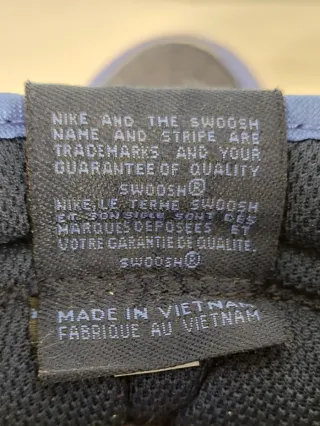 NIKE AND THE SWOOSH
NAME AND STRIPE ARE
TRADEMARKS AND YOUR
GUARANTEE OF QUALITY
SWOOSH®
NIKE, LE TERME SWOOSH
ET SON SIGLE SONT DES
MARQUES DEPOSEES ET
VOTRE GARANTIE DE QUALITE.
SWOOSH®
MADE IN VIETNAM
FABRIQUE AU VIETNAM